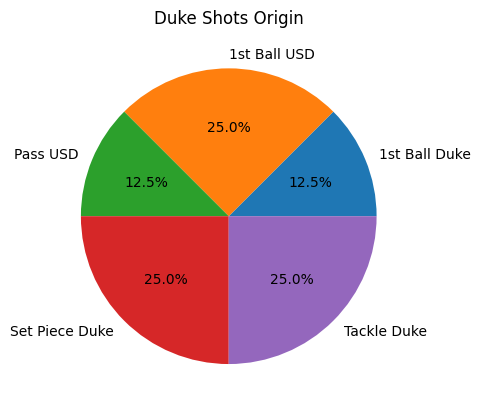 Duke Shots Origin
1st Ball USD
25.0%
Pass USD
12.5%
12.5%
1st Ball Duke
25.0%
25.0%
Set Piece Duke
Tackle Duke